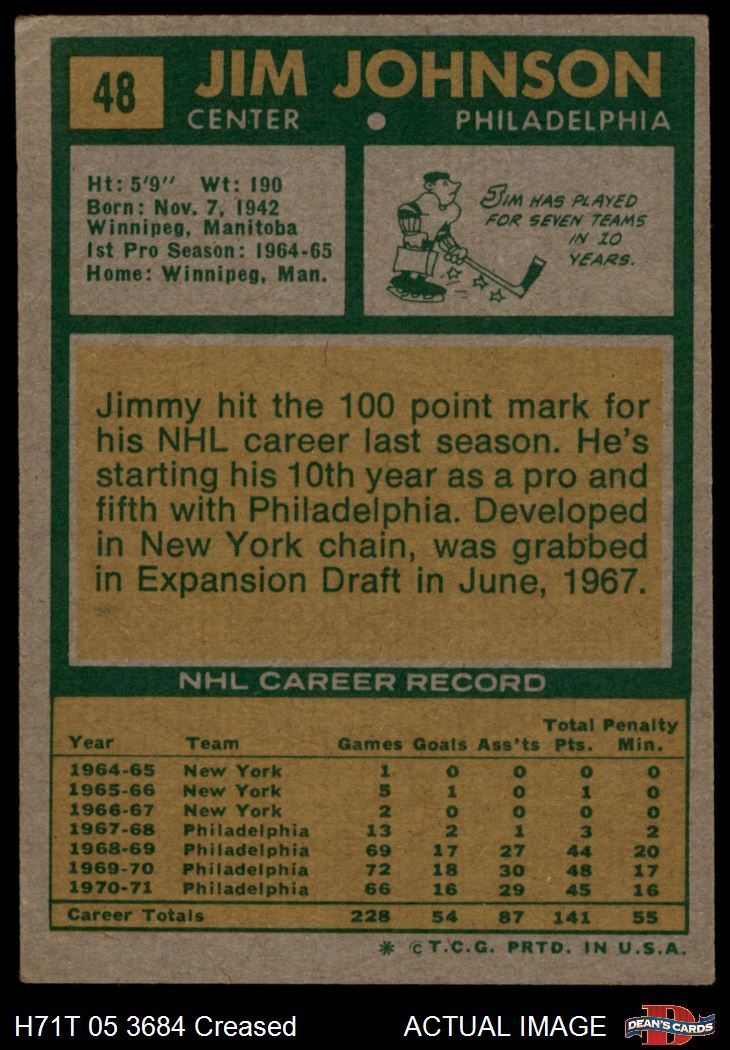 48
JIM JOHNSON
CENTER • PHILADELPHIA
Ht: 5'9" Wt: 190
Born: Nov. 7, 1942
Winnipeg, Manitoba
1st Pro Season: 1964-65
Home: Winnipeg, Man.
JIM HAS PLAYED
FOR SEVEN TEAMS
IN 10
YEARS.
Jimmy hit the 100 point mark for
his NHL career last season. He's
starting his 10th year as a pro and
fifth with Philadelphia. Developed
in New York chain, was grabbed
in Expansion Draft in June, 1967.
NHL CAREER RECORD
Total Penalty
Year Team Games Goals Ass'ts Pts. Min.
1964-65 New York 1 0 0 0 0
1965-66 New York 5 1 0 1 0
1966-67 New York 2 0 0 0 0
1967-68 Philadelphia 13 2 1 3 2
1968-69 Philadelphia 69 17 27 44 20
1969-70 Philadelphia 72 18 30 48 17
1970-71 Philadelphia 66 16 29 45 16
Career Totals 228 54 87 141 55
* © T.C.G. PRTD. IN U.S.A.
H71T 05 3684 Creased ACTUAL IMAGE
DEAN'S CARDS